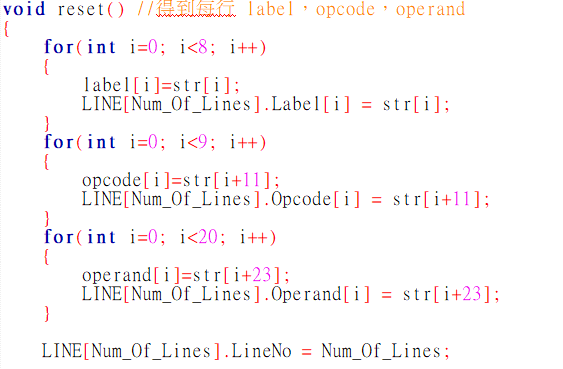 void reset() //得到每行 label，opcode，operand
{
    for(int i=0; i<8; i++)
    {
        label[i]=str[i];
        LINE[Num_Of_Lines].Label[i] = str[i];
    }
    for(int i=0; i<9; i++)
    {
        opcode[i]=str[i+11];
        LINE[Num_Of_Lines].Opcode[i] = str[i+11];
    }
    for(int i=0; i<20; i++)
    {
        operand[i]=str[i+23];
        LINE[Num_Of_Lines].Operand[i] = str[i+23];
    }
    LINE[Num_Of_Lines].LineNo = Num_Of_Lines;